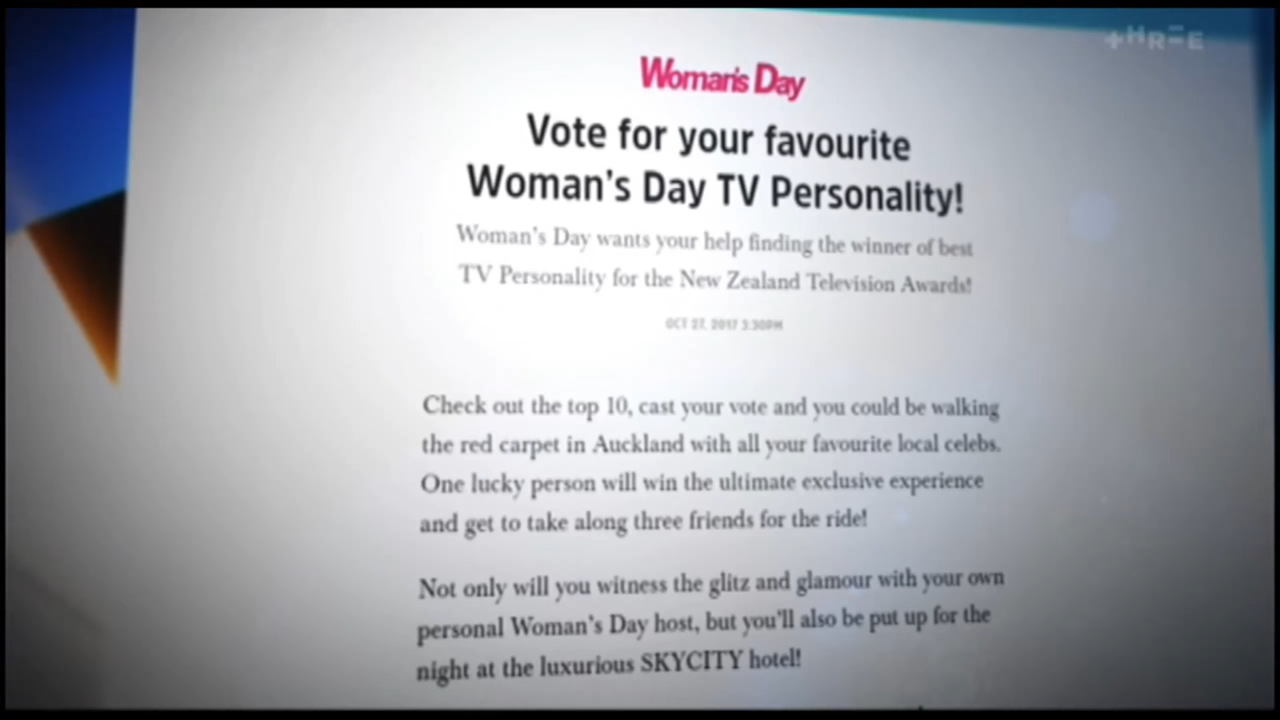 THREE
Woman's Day
Vote for your favourite
Woman's Day TV Personality!
Woman's Day wants your help finding the winner of best
TV Personality for the New Zealand Television Awards!
OCT 27, 2017 3:30PM
Check out the top 10, cast your vote and you could be walking
the red carpet in Auckland with all your favourite local celebs.
One lucky person will win the ultimate exclusive experience
and get to take along three friends for the ride!
Not only will you witness the glitz and glamour with your own
personal Woman's Day host, but you'll also be put up for the
night at the luxurious SKYCITY hotel!